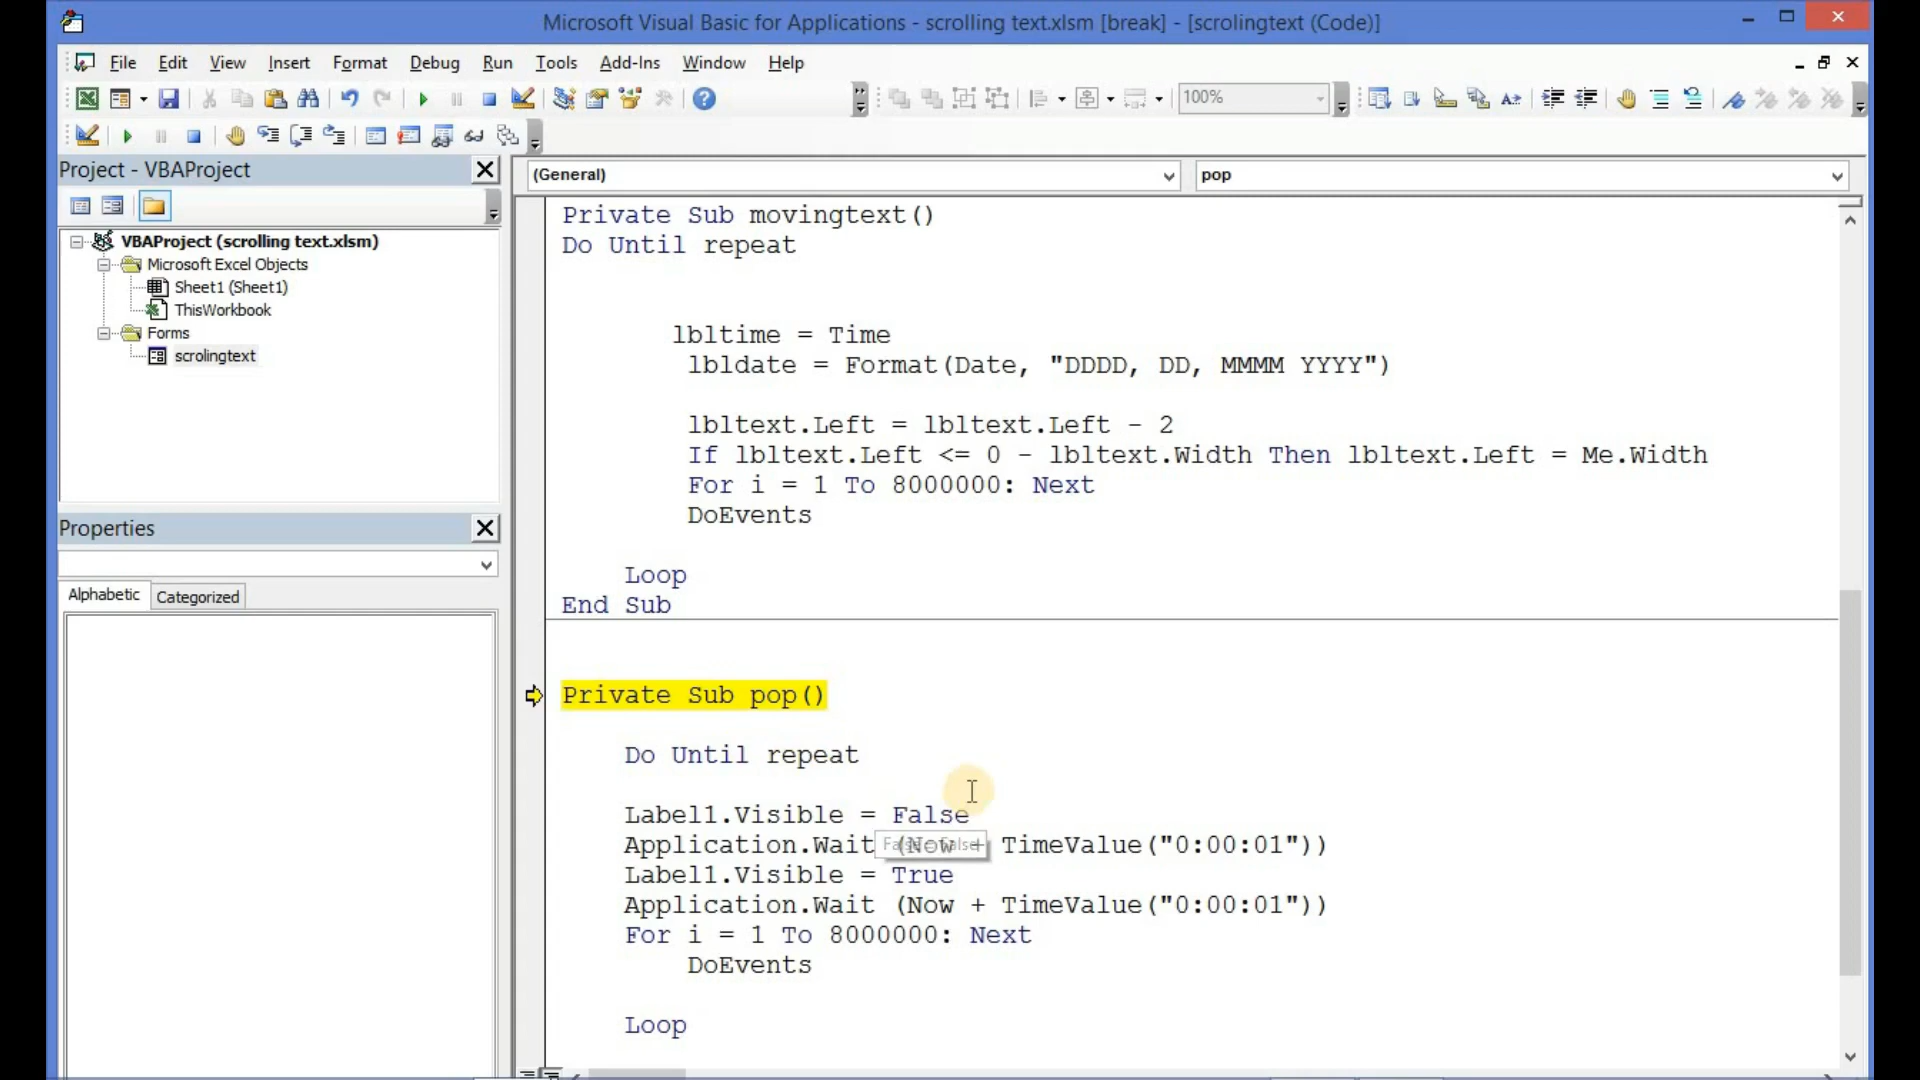 Microsoft Visual Basic for Applications - scrolling text.xlsm [break] - [scrolingtext (Code)]
File Edit View Insert Format Debug Run Tools Add-Ins Window Help
100%
Project - VBAProject
(General)
pop
VBAProject (scrolling text.xlsm)
Microsoft Excel Objects
Sheet1 (Sheet1)
ThisWorkbook
Forms
scrolingtext
Properties
Alphabetic
Categorized
Private Sub movingtext()
Do Until repeat
lbltime = Time
lbldate = Format(Date, "DDDD, DD, MMMM YYYY")
lbltext.Left = lbltext.Left - 2
If lbltext.Left <= 0 - lbltext.Width Then lbltext.Left = Me.Width
For i = 1 To 8000000: Next
DoEvents
Loop
End Sub
Private Sub pop()
Do Until repeat
Label1.Visible = False
Application.Wait (Now + TimeValue("0:00:01"))
Label1.Visible = True
Application.Wait (Now + TimeValue("0:00:01"))
For i = 1 To 8000000: Next
DoEvents
Loop